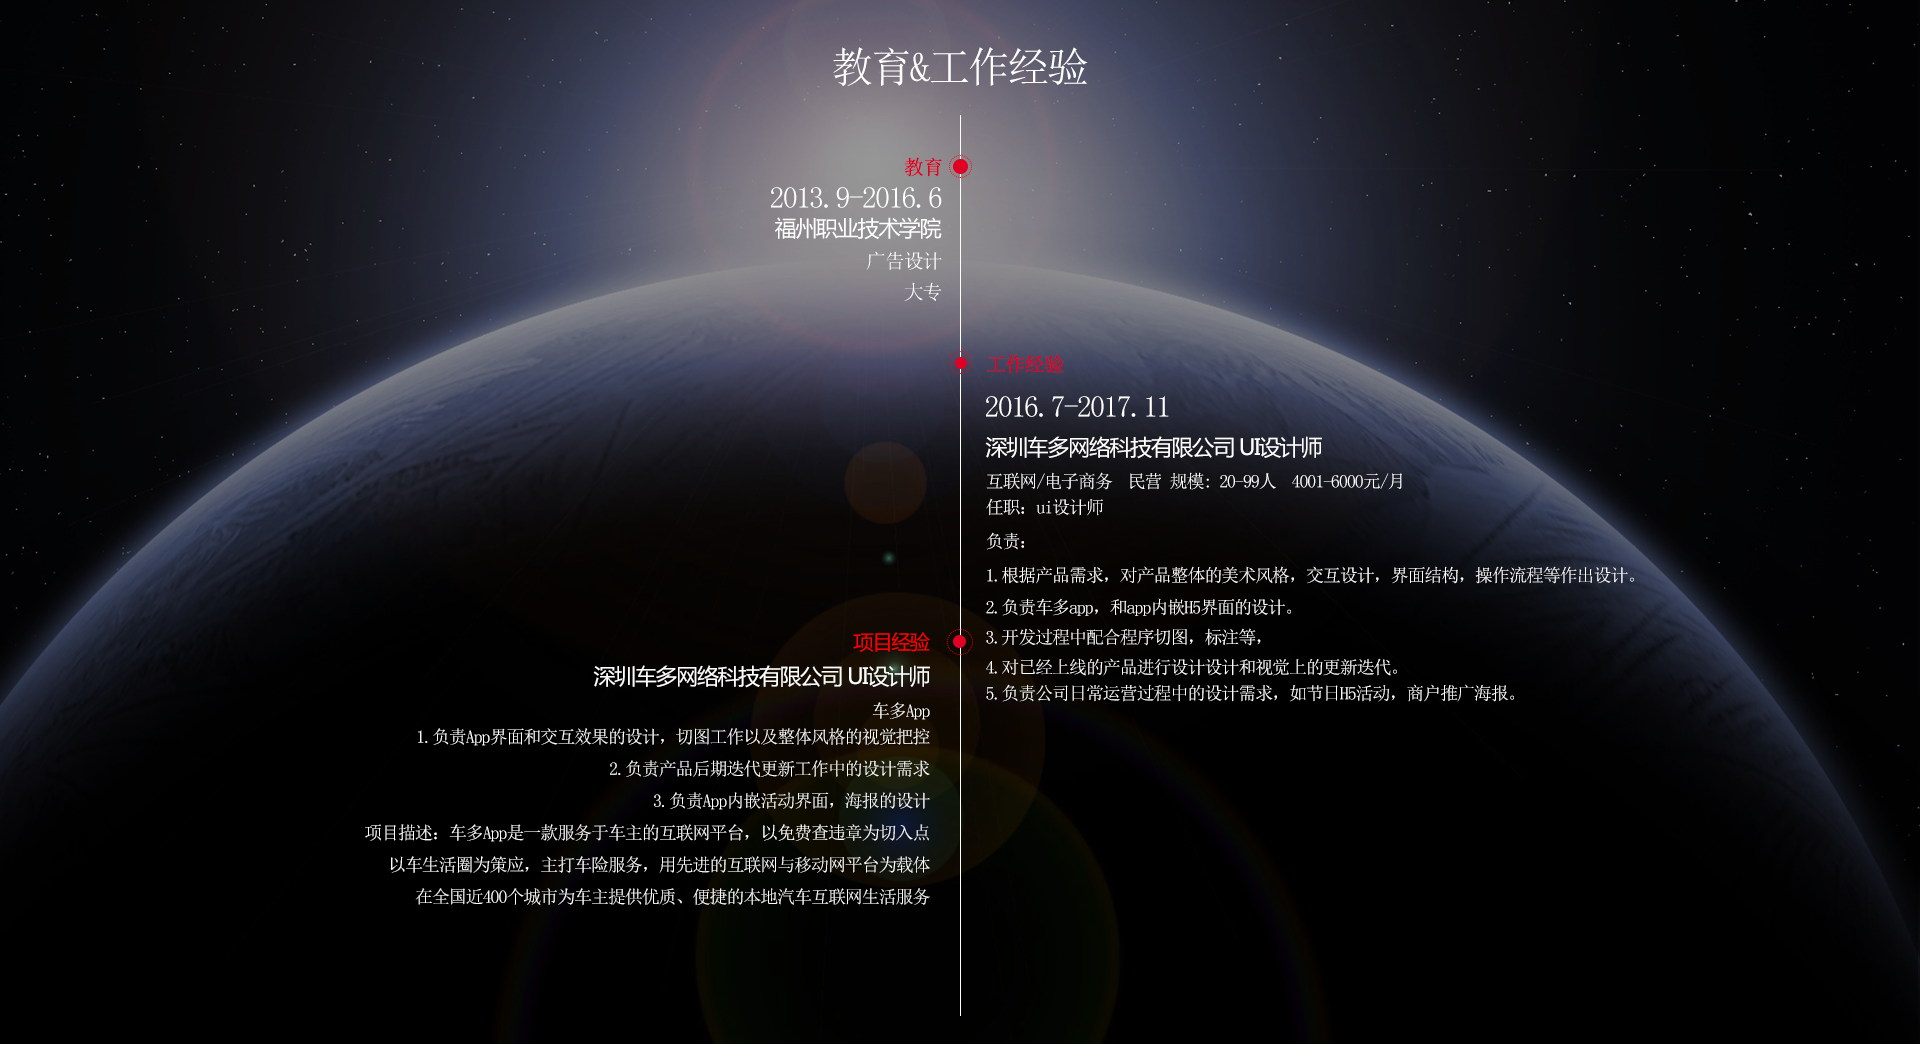 教育&工作经验
教育
2013.9-2016.6
福州职业技术学院
广告设计
大专
工作经验
2016.7-2017.11
深圳车多网络科技有限公司 UI设计师
互联网/电子商务 民营 规模: 20-99人 4001-6000元/月
任职：ui设计师
负责：
1.根据产品需求，对产品整体的美术风格，交互设计，界面结构，操作流程等作出设计。
2.负责车多app，和app内嵌H5界面的设计。
3.开发过程中配合程序切图，标注等，
4.对已经上线的产品进行设计设计和视觉上的更新迭代。
5.负责公司日常运营过程中的设计需求，如节日H5活动，商户推广海报。
项目经验
深圳车多网络科技有限公司 UI设计师
车多App
1.负责App界面和交互效果的设计，切图工作以及整体风格的视觉把控
2.负责产品后期迭代更新工作中的设计需求
3.负责App内嵌活动界面，海报的设计
项目描述：车多App是一款服务于车主的互联网平台，以免费查违章为切入点
以车生活圈为策应，主打车险服务，用先进的互联网与移动网平台为载体
在全国近400个城市为车主提供优质、便捷的本地汽车互联网生活服务